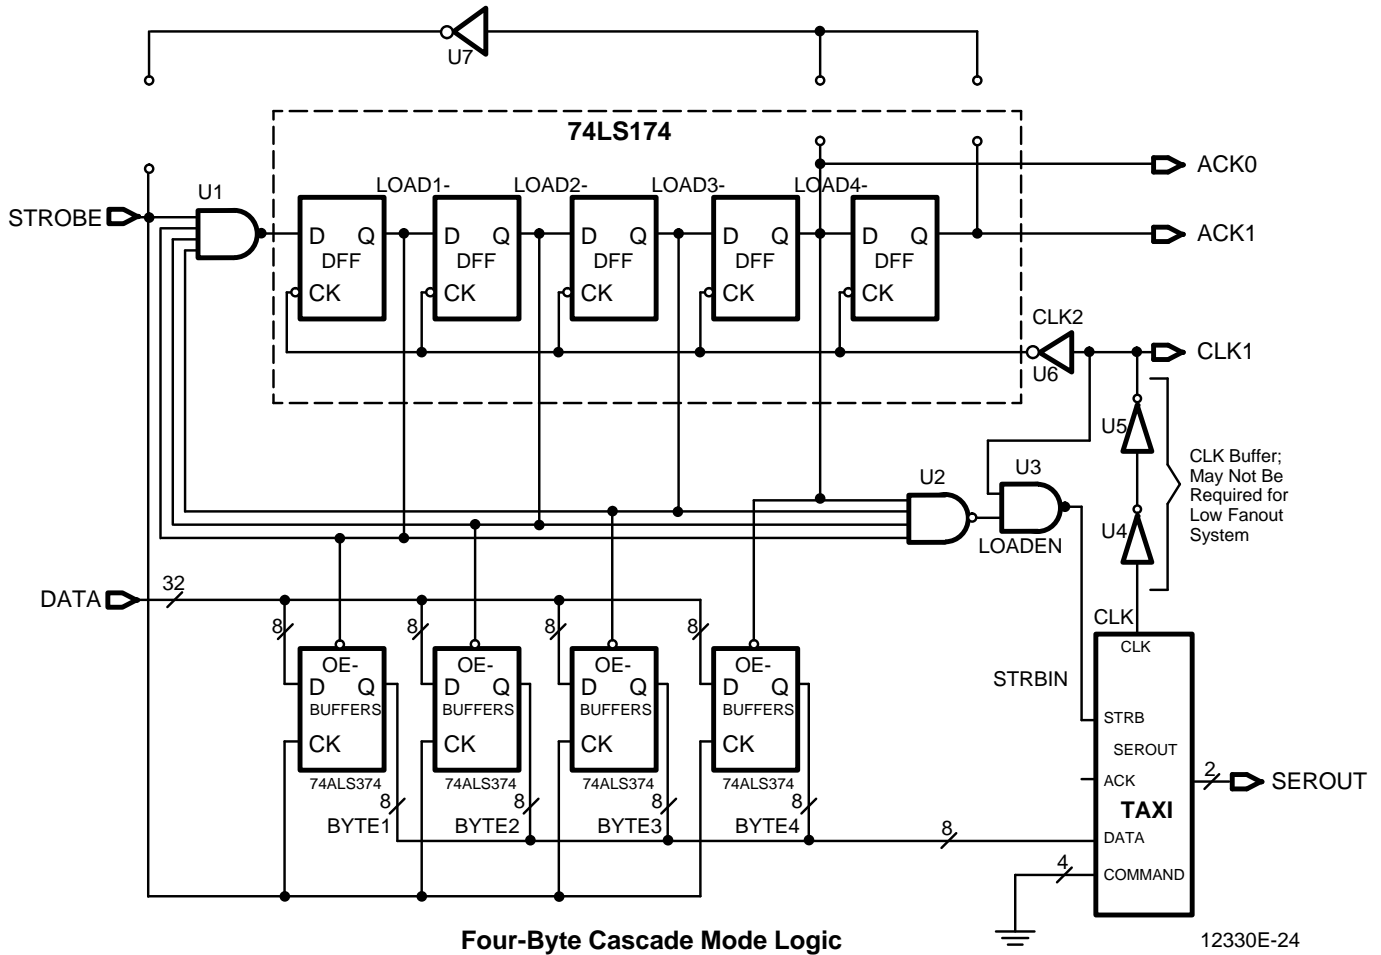 U7
74LS174
ACK0
LOAD1-
LOAD2-
LOAD3-
LOAD4-
U1
STROBE
D Q
DFF
CK
D Q
DFF
CK
D Q
DFF
CK
D Q
DFF
CK
D Q
DFF
CK
ACK1
CLK2
U6
CLK1
U5
CLK Buffer;
May Not Be
Required for
Low Fanout
System
U4
U2
U3
LOADEN
DATA
32
8
8
8
8
OE-
D Q
BUFFERS
CK
74ALS374
OE-
D Q
BUFFERS
CK
74ALS374
OE-
D Q
BUFFERS
CK
74ALS374
OE-
D Q
BUFFERS
CK
74ALS374
8
BYTE1
8
BYTE2
8
BYTE3
8
BYTE4
CLK
CLK
STRBIN
STRB
SEROUT
ACK
TAXI
2
SEROUT
8
DATA
4
COMMAND
Four-Byte Cascade Mode Logic
12330E-24